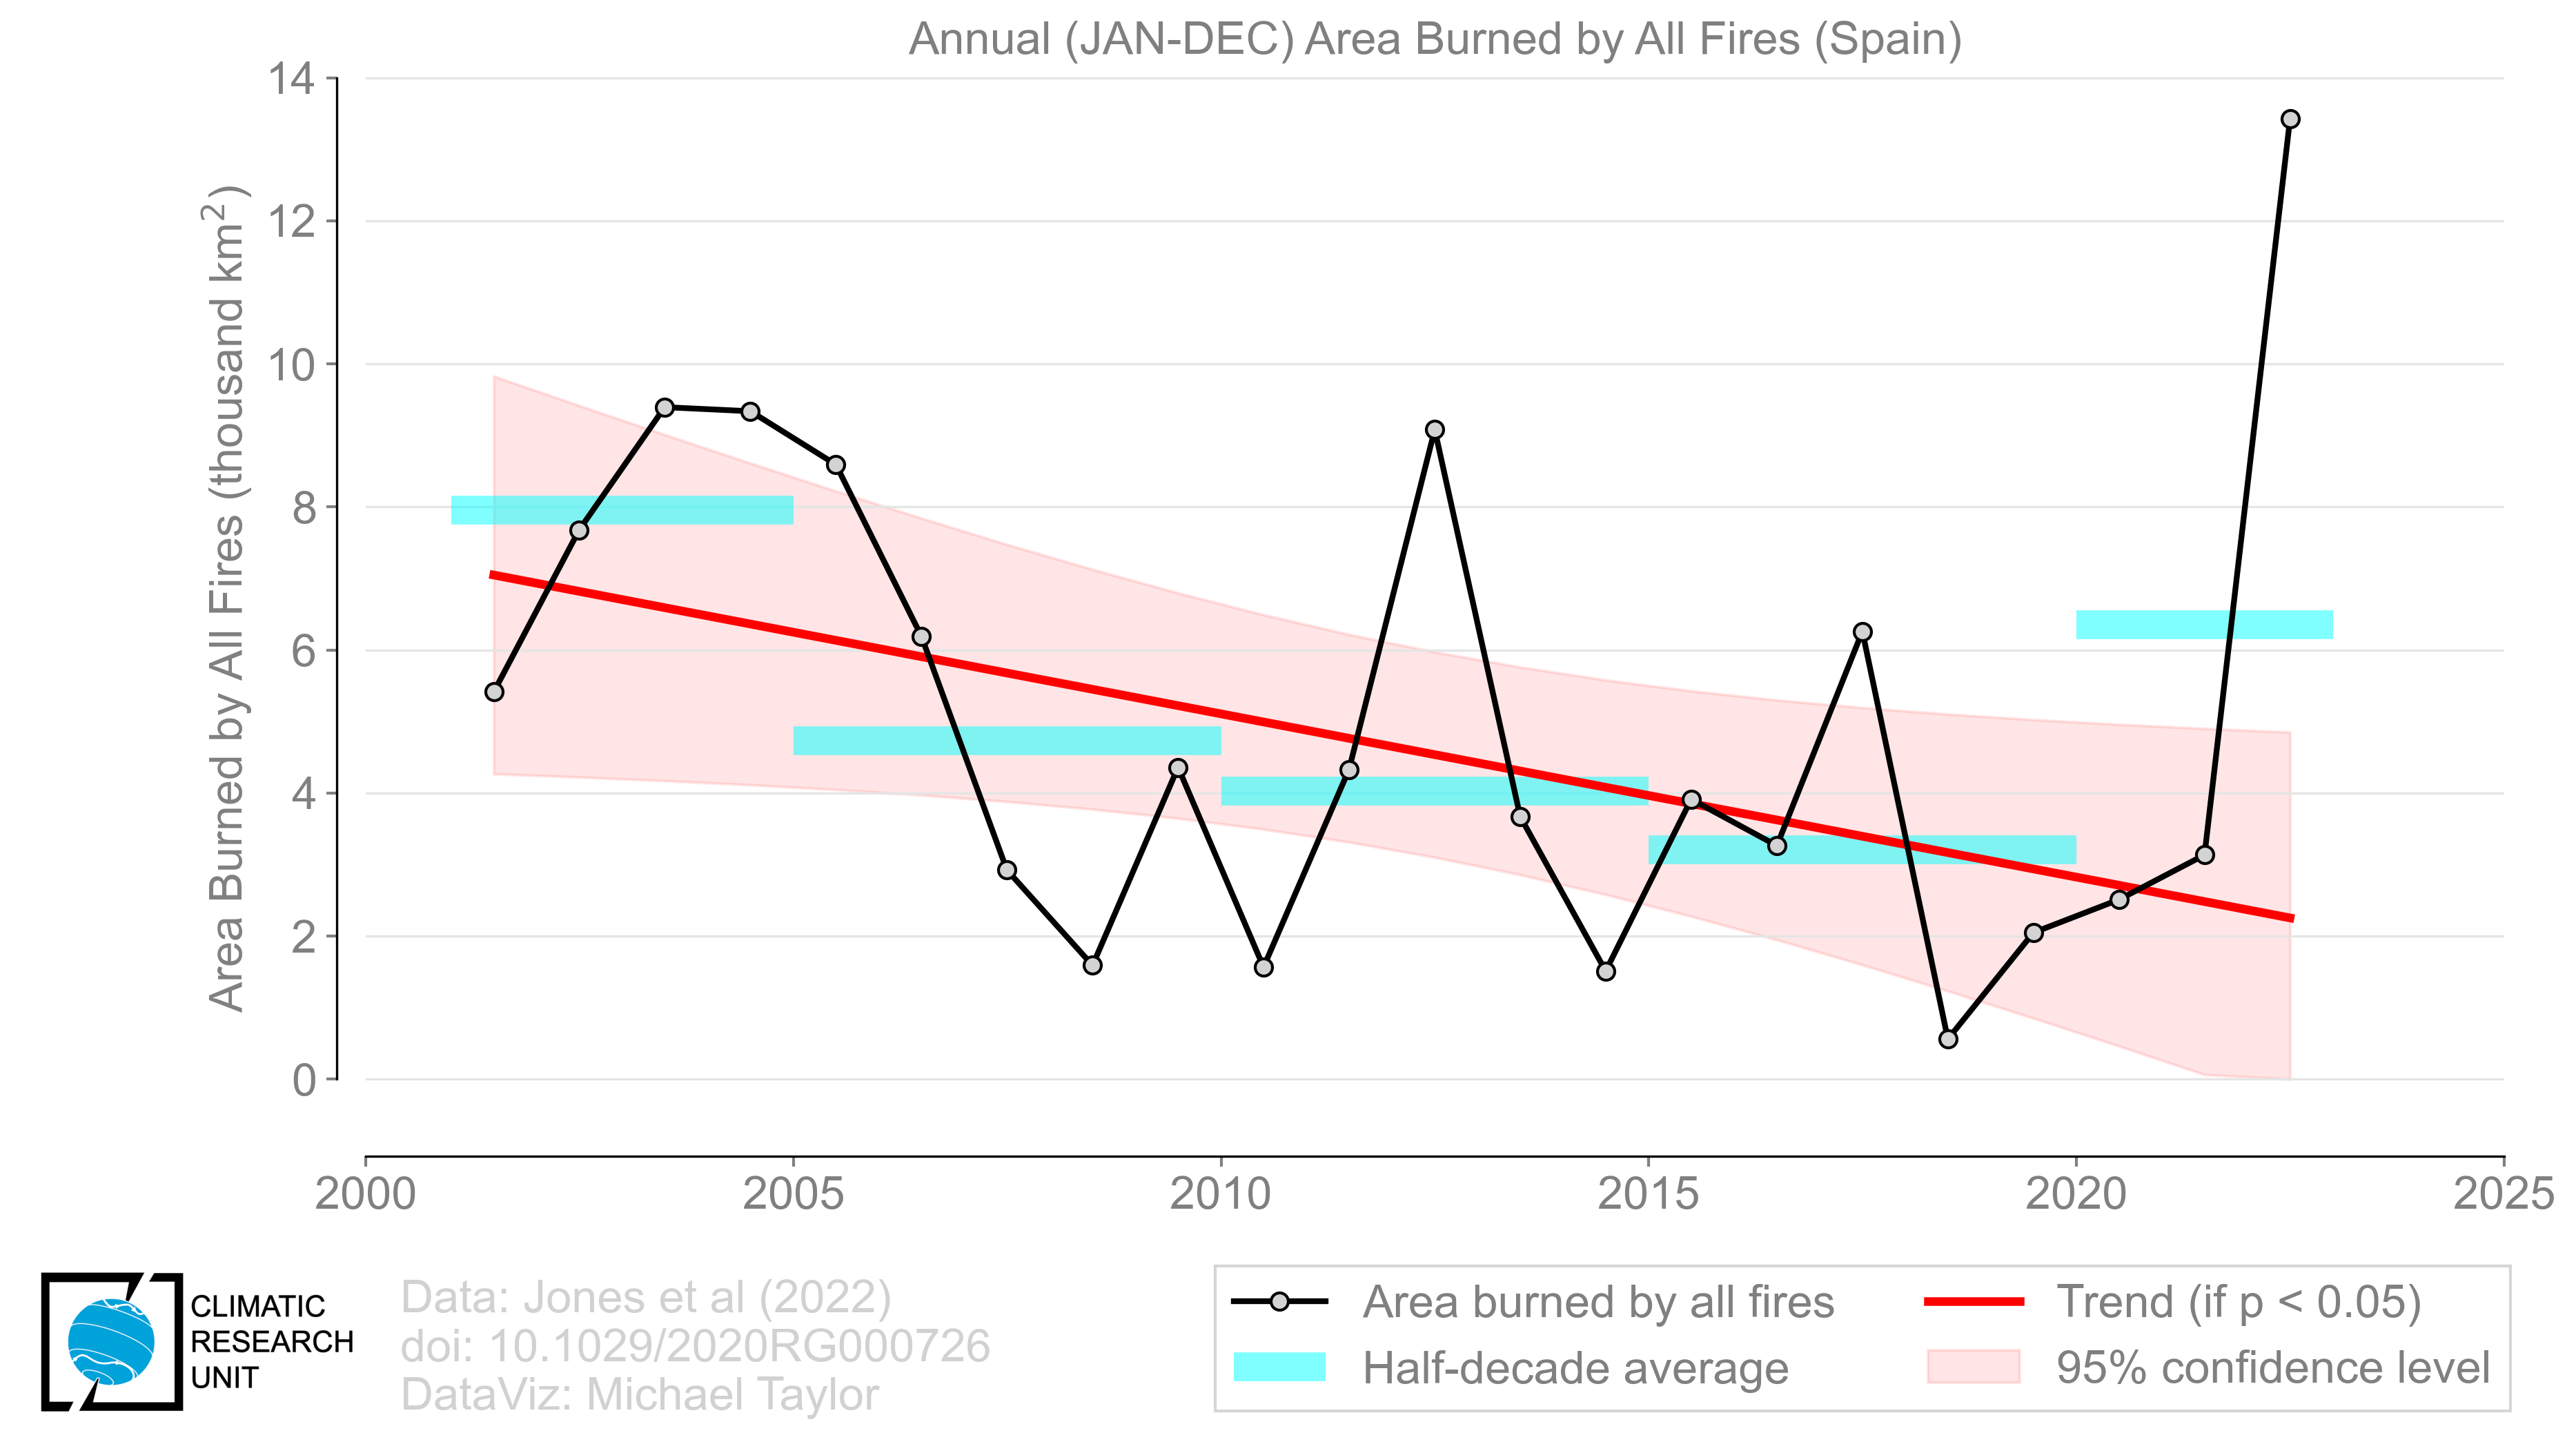 Annual (JAN-DEC) Area Burned by All Fires (Spain)
Area Burned by All Fires (thousand km²)
14
12
10
8
6
4
2
0
2000 2005 2010 2015 2020 2025
CLIMATIC
RESEARCH
UNIT
Data: Jones et al (2022)
doi: 10.1029/2020RG000726
DataViz: Michael Taylor
Area burned by all fires
Half-decade average
Trend (if p < 0.05)
95% confidence level